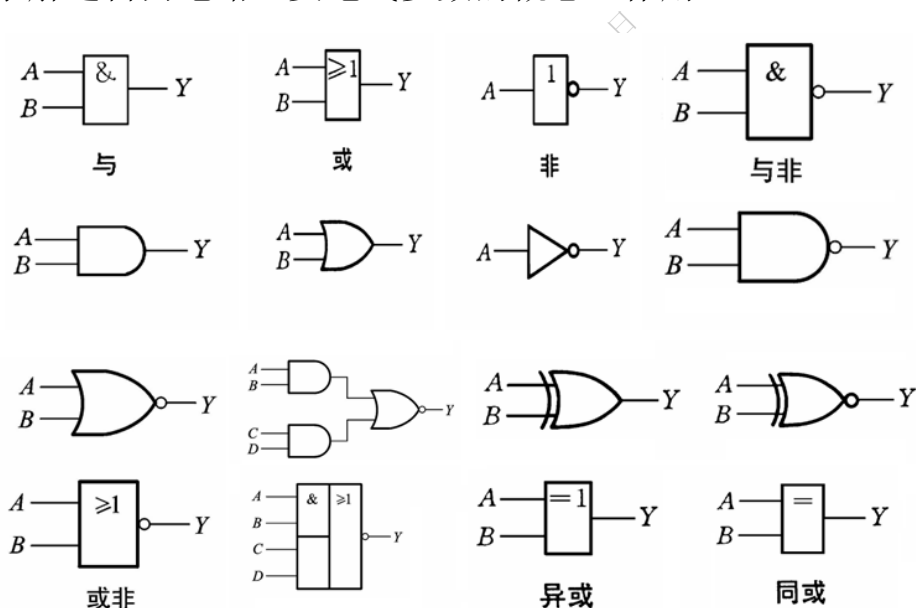 A & Y A ≥1 Y A 1 Y A & Y
B B B
与 或 非 与非
A Y A Y A Y A Y
B B B
A Y A Y A Y A Y
B B B B
C
D
A ≥1 Y A & ≥1 Y A =1 Y A = Y
B B B B
C
D
或非 异或 同或